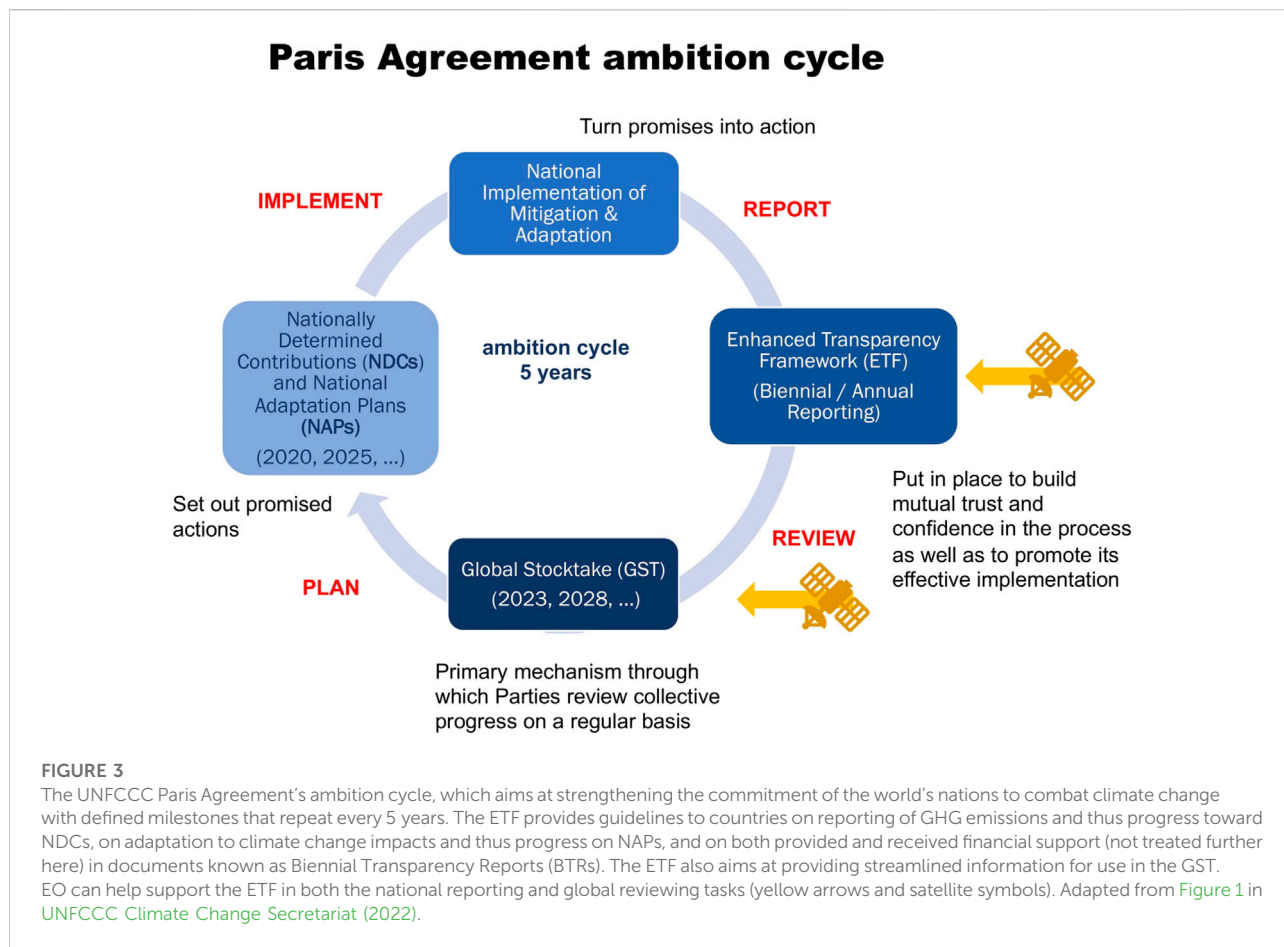 Paris Agreement ambition cycle
Turn promises into action
National
Implementation of
Mitigation &
Adaptation
IMPLEMENT
REPORT
Nationally
Determined
Contributions (NDCs)
and National
Adaptation Plans
(NAPs)
(2020, 2025, ...)
ambition cycle
5 years
Enhanced Transparency
Framework (ETF)
(Biennial / Annual
Reporting)
Set out promised
actions
Put in place to build
mutual trust and
confidence in the process
as well as to promote its
effective implementation
REVIEW
PLAN
Global Stocktake (GST)
(2023, 2028, ...)
Primary mechanism through
which Parties review collective
progress on a regular basis
FIGURE 3
The UNFCCC Paris Agreement's ambition cycle, which aims at strengthening the commitment of the world's nations to combat climate change
with defined milestones that repeat every 5 years. The ETF provides guidelines to countries on reporting of GHG emissions and thus progress toward
NDCs, on adaptation to climate change impacts and thus progress on NAPs, and on both provided and received financial support (not treated further
here) in documents known as Biennial Transparency Reports (BTRs). The ETF also aims at providing streamlined information for use in the GST.
EO can help support the ETF in both the national reporting and global reviewing tasks (yellow arrows and satellite symbols). Adapted from Figure 1 in
UNFCCC Climate Change Secretariat (2022).